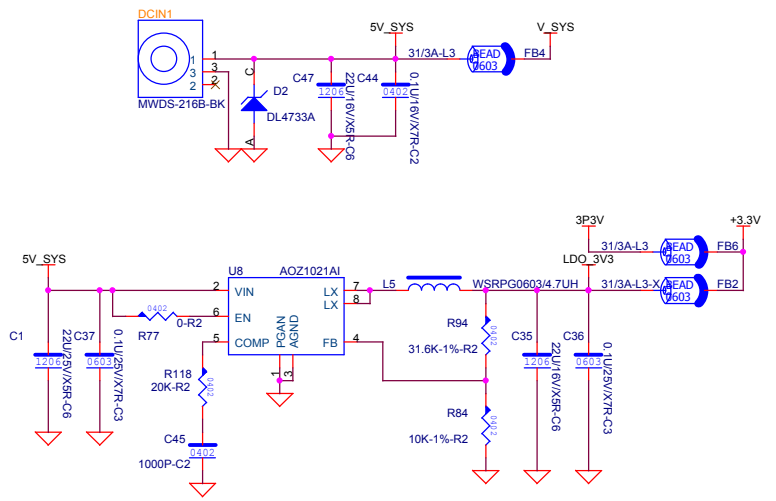 DCIN1
1
3
2
1
3
2
MWDS-216B-BK
C
D2
DL4733A
A
C47
1206
22U/16V/X5R-C6
5V_SYS
C44
0402
0.1U/16V/X7R-C2
31/3A-L3
BEAD
0603
FB4
V_SYS
5V_SYS
C1
1206
22U/25V/X5R-C6
C37
0603
0.1U/25V/X7R-C3
0402
R77
0-R2
R118
20K-R2
0402
C45
0402
1000P-C2
U8
AOZ1021AI
2
VIN
6
EN
5
COMP
PGAN
AGND
1
3
LX
7
LX
8
FB
4
L5
WSRPG0603/4.7UH
R94
31.6K-1%-R2
0402
R84
10K-1%-R2
0402
C35
1206
22U/16V/X5R-C6
C36
0603
0.1U/25V/X7R-C3
3P3V
31/3A-L3
BEAD
0603
FB6
+3.3V
LDO_3V3
31/3A-L3-X
BEAD
0603
FB2